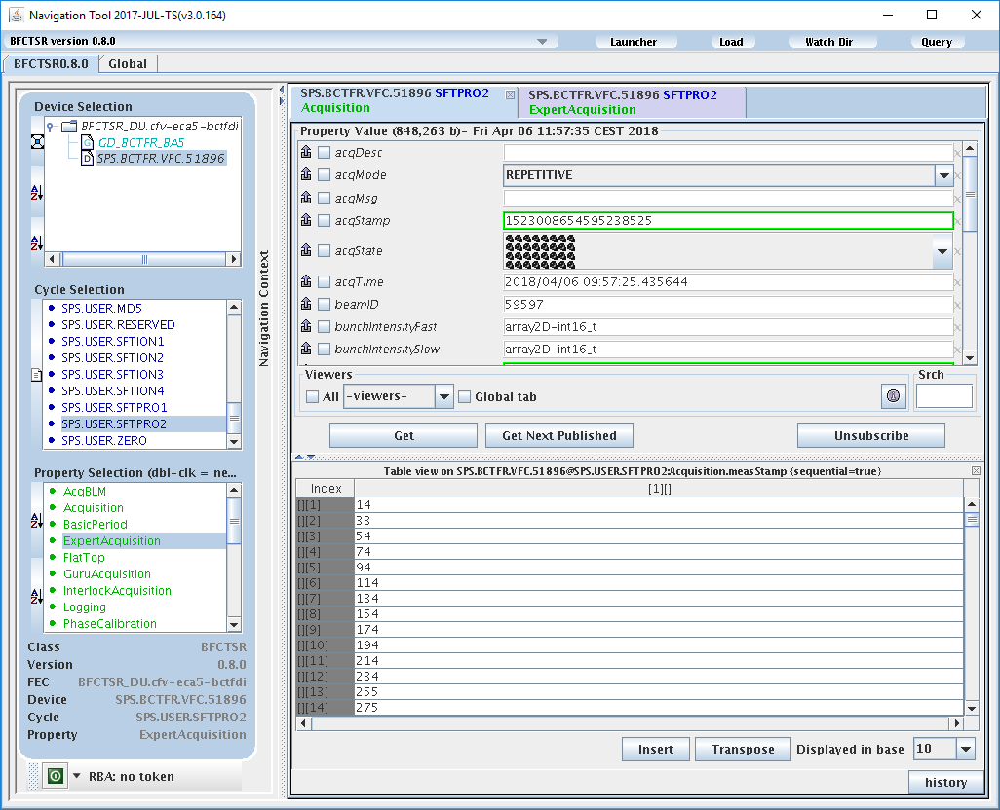 Navigation Tool 2017-JUL-TS(v3.0.164)
BFCTSR version 0.8.0
Launcher
Load
Watch Dir
Query
BFCTSR0.8.0
Global
Device Selection
BFCTSR_DU.cfv-eca5-bctfdi
GD_BCTFR_BA5
SPS.BCTFR.VFC.51896
Cycle Selection
SPS.USER.MD5
SPS.USER.RESERVED
SPS.USER.SFTION1
SPS.USER.SFTION2
SPS.USER.SFTION3
SPS.USER.SFTION4
SPS.USER.SFTPRO1
SPS.USER.SFTPRO2
SPS.USER.ZERO
Property Selection (dbl-clk = ne...
AcqBLM
Acquisition
BasicPeriod
ExpertAcquisition
FlatTop
GuruAcquisition
InterlockAcquisition
Logging
PhaseCalibration
Class BFCTSR
Version 0.8.0
FEC BFCTSR_DU.cfv-eca5-bctfdi
Device SPS.BCTFR.VFC.51896
Cycle SPS.USER.SFTPRO2
Property ExpertAcquisition
RBA: no token
Navigation Context
SPS.BCTFR.VFC.51896 SFTPRO2
Acquisition
SPS.BCTFR.VFC.51896 SFTPRO2
ExpertAcquisition
Property Value (848,263 b)- Fri Apr 06 11:57:35 CEST 2018
acqDesc
acqMode REPETITIVE
acqMsg
acqStamp 1523008654595238525
acqState
acqTime 2018/04/06 09:57:25.435644
beamID 59597
bunchIntensityFast array2D-int16_t
bunchIntensitySlow array2D-int16_t
Viewers
All -viewers- Global tab
Srch
Get
Get Next Published
Unsubscribe
Table view on SPS.BCTFR.VFC.51896@SPS.USER.SFTPRO2:Acquisition.measStamp {sequential=true}
Index [1][]
[][1] 14
[][2] 33
[][3] 54
[][4] 74
[][5] 94
[][6] 114
[][7] 134
[][8] 154
[][9] 174
[][10] 194
[][11] 214
[][12] 234
[][13] 255
[][14] 275
Insert
Transpose
Displayed in base 10
history